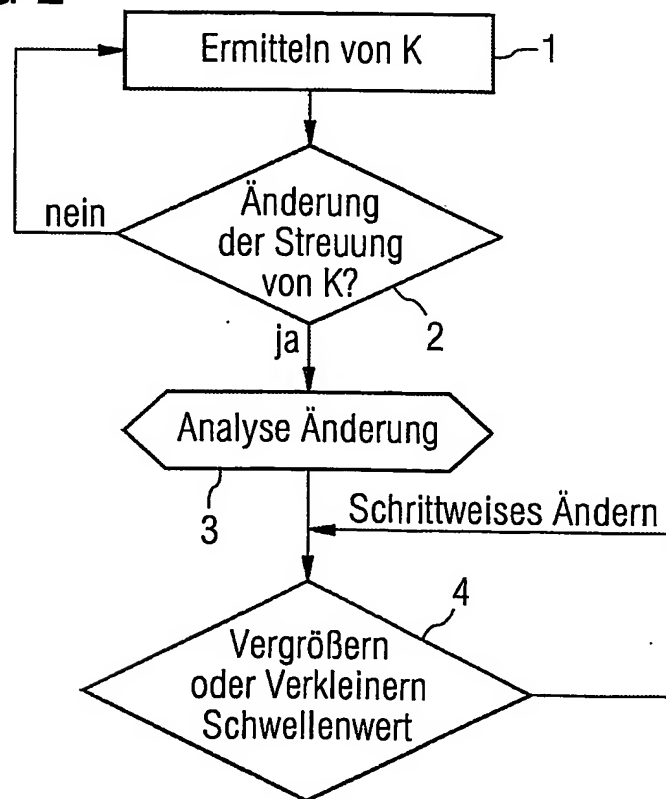 Ermitteln von K
1
Änderung
der Streuung
von K?
nein
2
ja
Analyse Änderung
3
Schrittweises Ändern
4
Vergrößern
oder Verkleinern
Schwellenwert